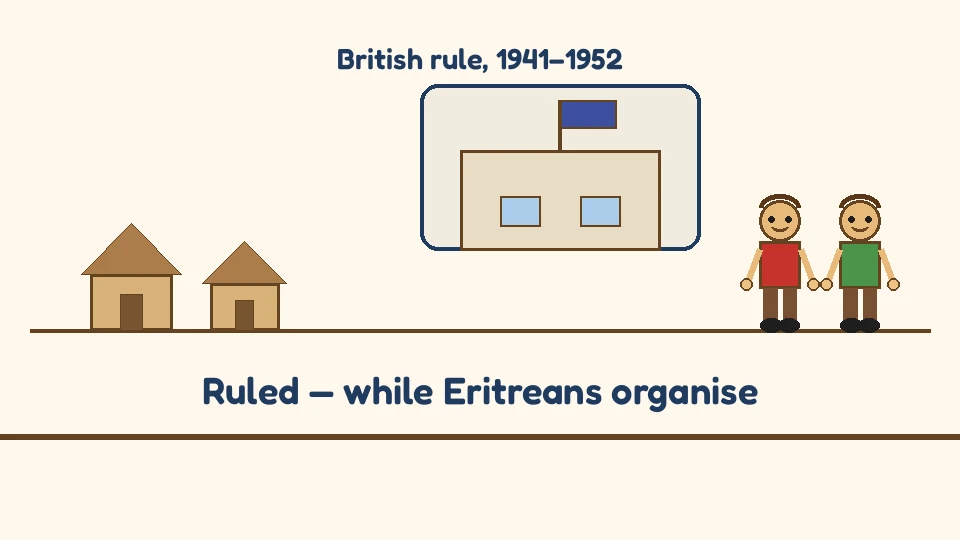 British rule, 1941–1952
Ruled — while Eritreans organise